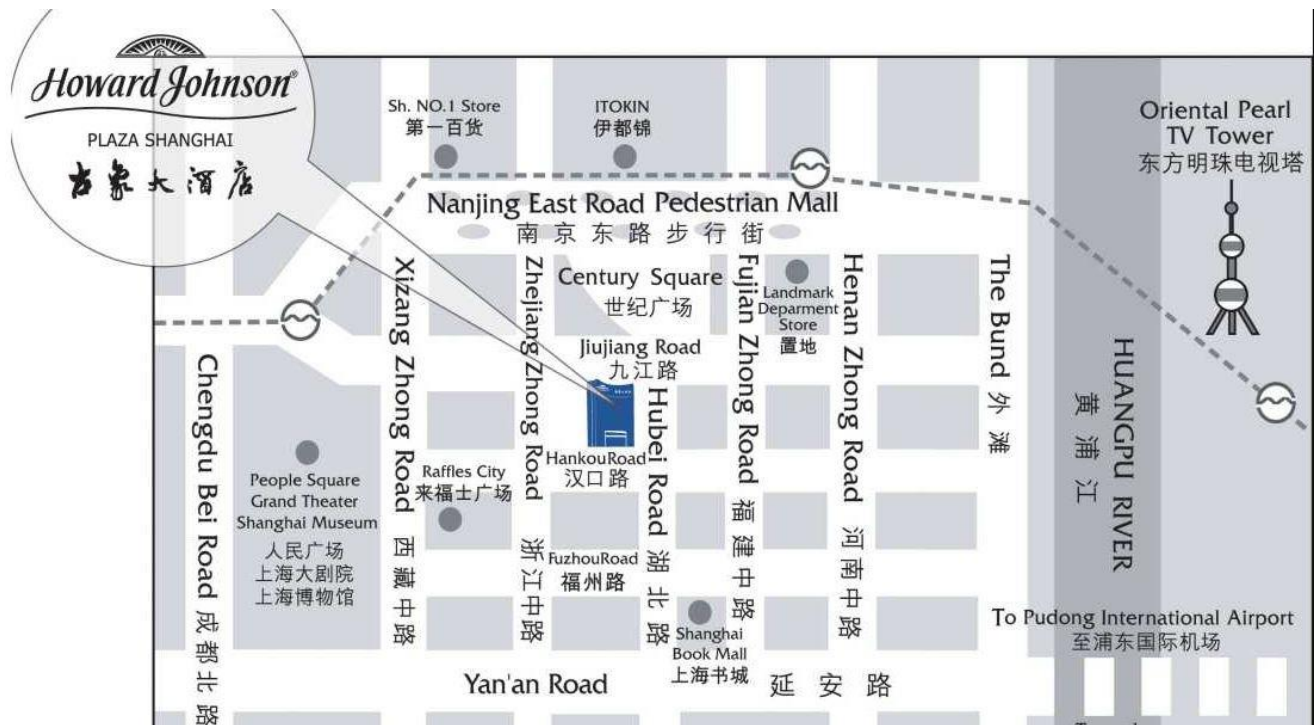 Howard Johnson®
PLAZA SHANGHAI
古象大酒店
Sh. NO.1 Store
第一百货
ITOKIN
伊都锦
Oriental Pearl
TV Tower
东方明珠电视塔
Nanjing East Road Pedestrian Mall
南京东路步行街
Century Square
世纪广场
Landmark
Deparment
Store
置地
Jiujiang Road
九江路
HankouRoad
汉口路
Raffles City
来福士广场
People Square
Grand Theater
Shanghai Museum
人民广场
上海大剧院
上海博物馆
FuzhouRoad
福州路
Shanghai
Book Mall
上海书城
Chengdu Bei Road 成都北路
Xizang Zhong Road 西藏中路
Zhejiang Zhong Road 浙江中路
Hubei Road 湖北路
Fujian Zhong Road 福建中路
Henan Zhong Road 河南中路
The Bund 外滩
HUANGPU RIVER
黄浦江
To Pudong International Airport
至浦东国际机场
Yan'an Road 延安路